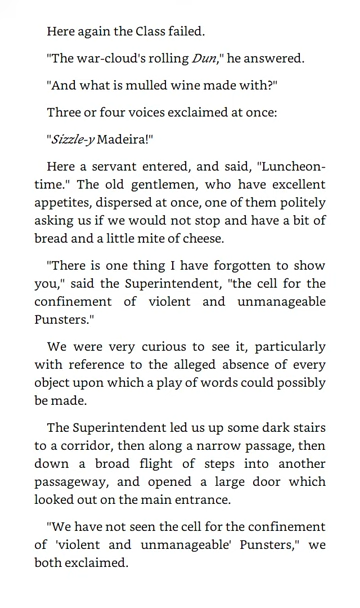 Here again the Class failed.
"The war-cloud's rolling Dun," he answered.
"And what is mulled wine made with?"
Three or four voices exclaimed at once:
"Sizzle-y Madeira!"
Here a servant entered, and said, "Luncheon-
time." The old gentlemen, who have excellent
appetites, dispersed at once, one of them politely
asking us if we would not stop and have a bit of
bread and a little mite of cheese.
"There is one thing I have forgotten to show
you," said the Superintendent, "the cell for the
confinement of violent and unmanageable
Punsters."
We were very curious to see it, particularly
with reference to the alleged absence of every
object upon which a play of words could possibly
be made.
The Superintendent led us up some dark stairs
to a corridor, then along a narrow passage, then
down a broad flight of steps into another
passageway, and opened a large door which
looked out on the main entrance.
"We have not seen the cell for the confinement
of 'violent and unmanageable' Punsters," we
both exclaimed.